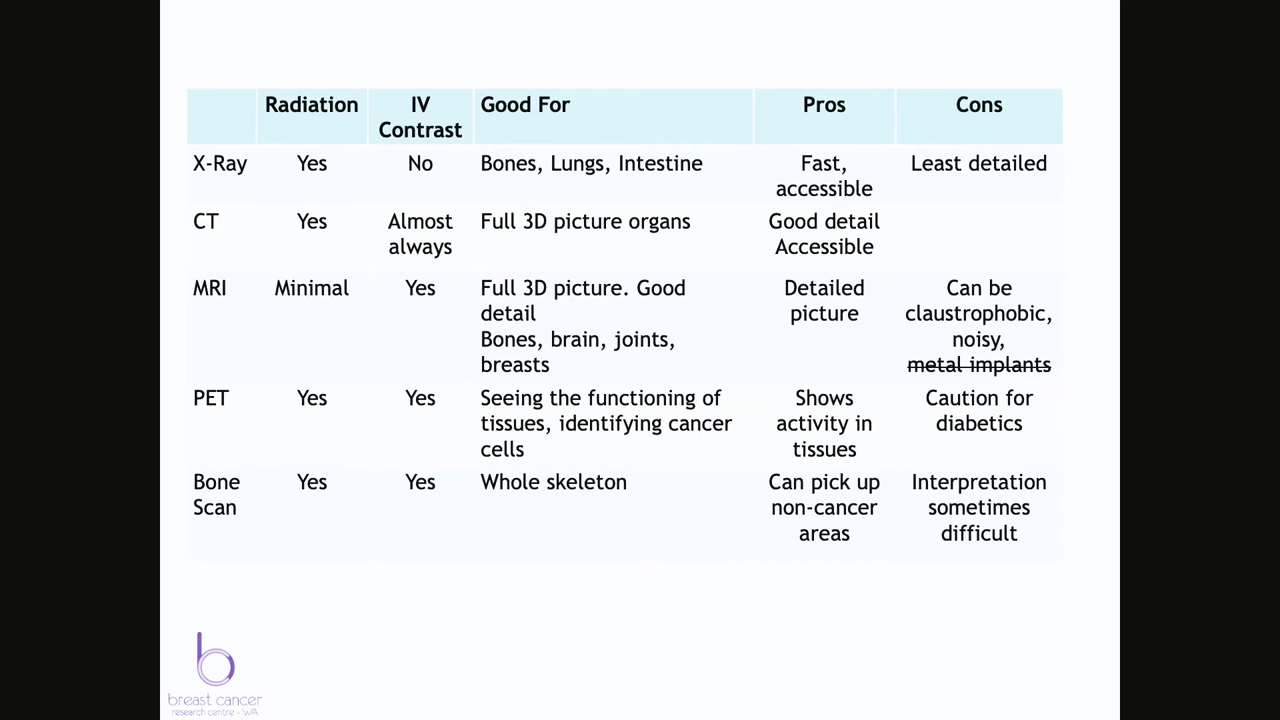 Radiation IV Contrast Good For Pros Cons
X-Ray Yes No Bones, Lungs, Intestine Fast, accessible Least detailed
CT Yes Almost always Full 3D picture organs Good detail Accessible
MRI Minimal Yes Full 3D picture. Good detail Bones, brain, joints, breasts Detailed picture Can be claustrophobic, noisy, metal implants
PET Yes Yes Seeing the functioning of tissues, identifying cancer cells Shows activity in tissues Caution for diabetics
Bone Scan Yes Yes Whole skeleton Can pick up non-cancer areas Interpretation sometimes difficult
breast cancer
research centre - WA